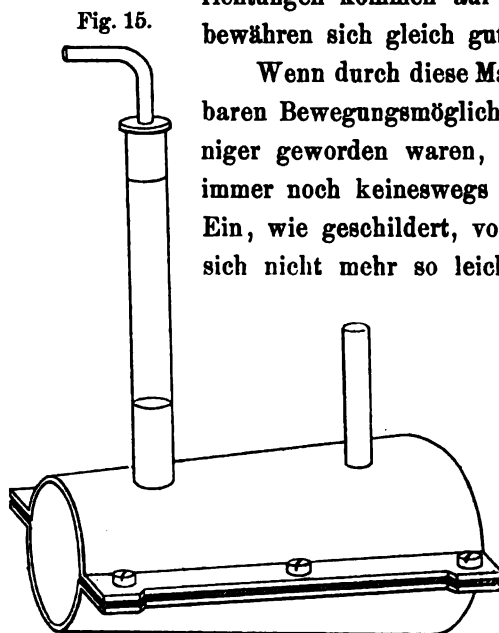 Fig. 15.
bewähren sich gleich gut
Wenn durch diese Ma
baren Bewegungsmöglich
niger geworden waren,
immer noch keineswegs
Ein, wie geschildert, vo
sich nicht mehr so leich